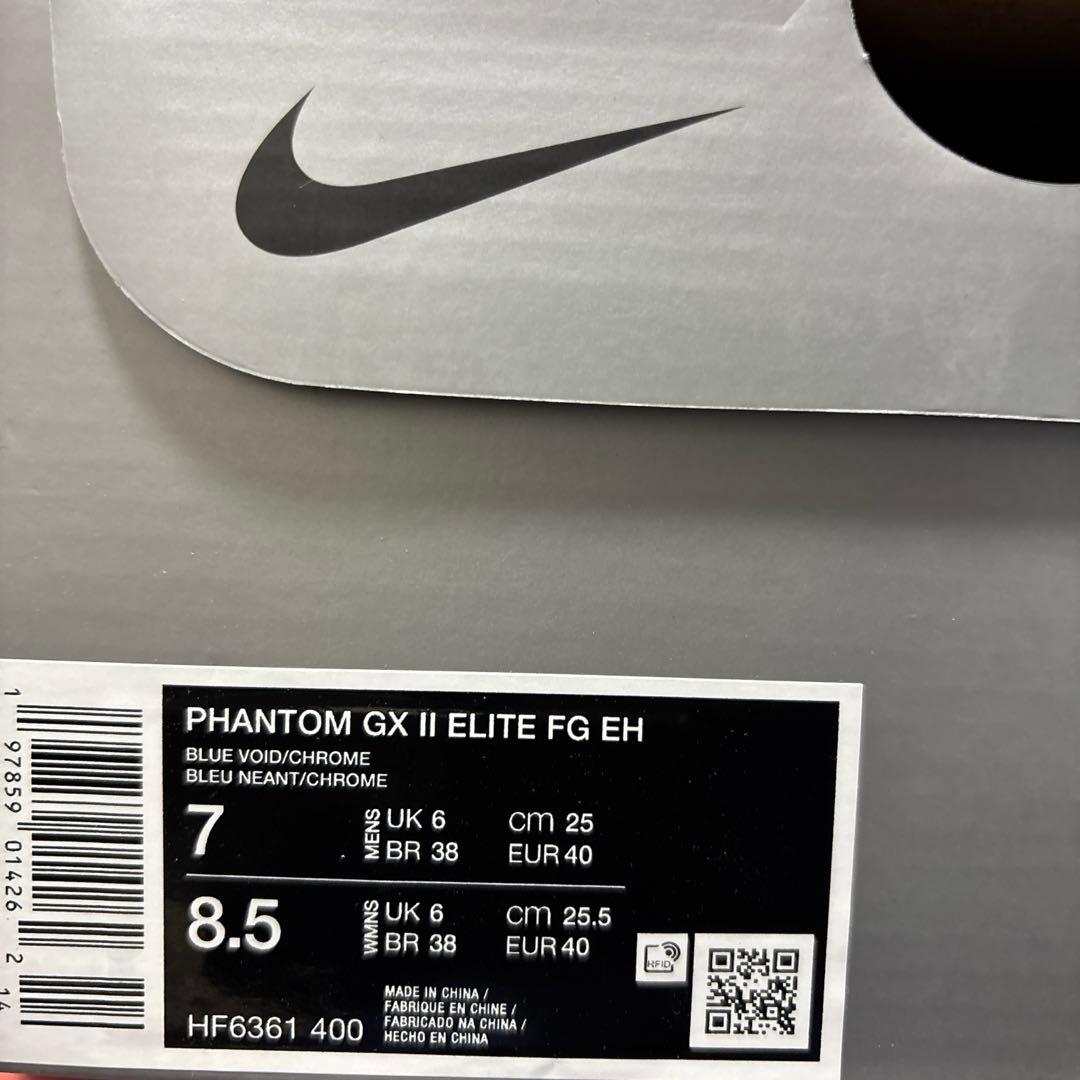 PHANTOM GX II ELITE FG EH
BLUE VOID/CHROME
BLEU NEANT/CHROME
7 MENS UK 6 cm 25
BR 38 EUR 40
8.5 WMNS UK 6 cm 25.5
BR 38 EUR 40
RFID
HF6361 400
MADE IN CHINA /
FABRIQUE EN CHINE /
FABRICADO NA CHINA /
HECHO EN CHINA
1 97859 01426 2 14